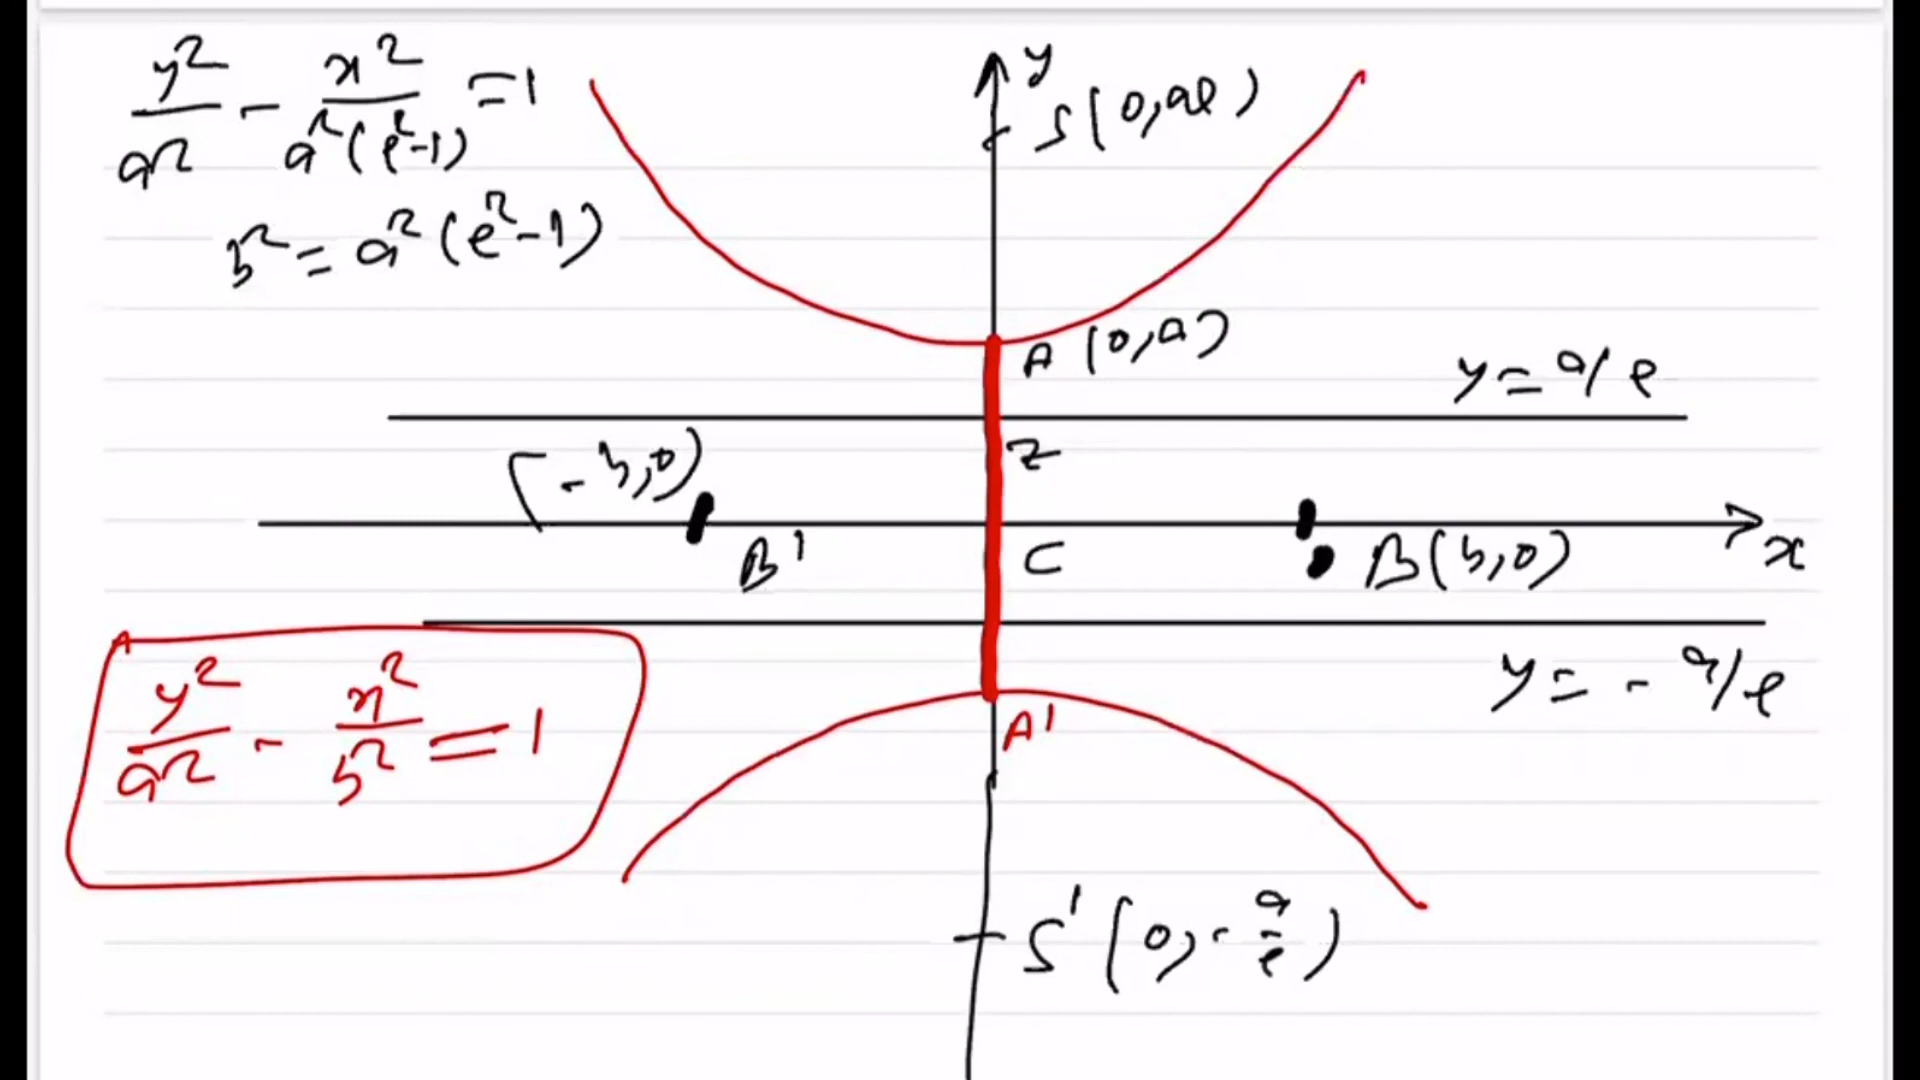 y²/a² - x²/a²(e²-1) = 1
b² = a²(e²-1)
y
S(0,ae)
A(0,a)
y = a/e
Z
(-b,0)
B'
C
B(b,0)
x
y = - a/e
y²/a² - x²/b² = 1
A'
S'(0,-a/e)